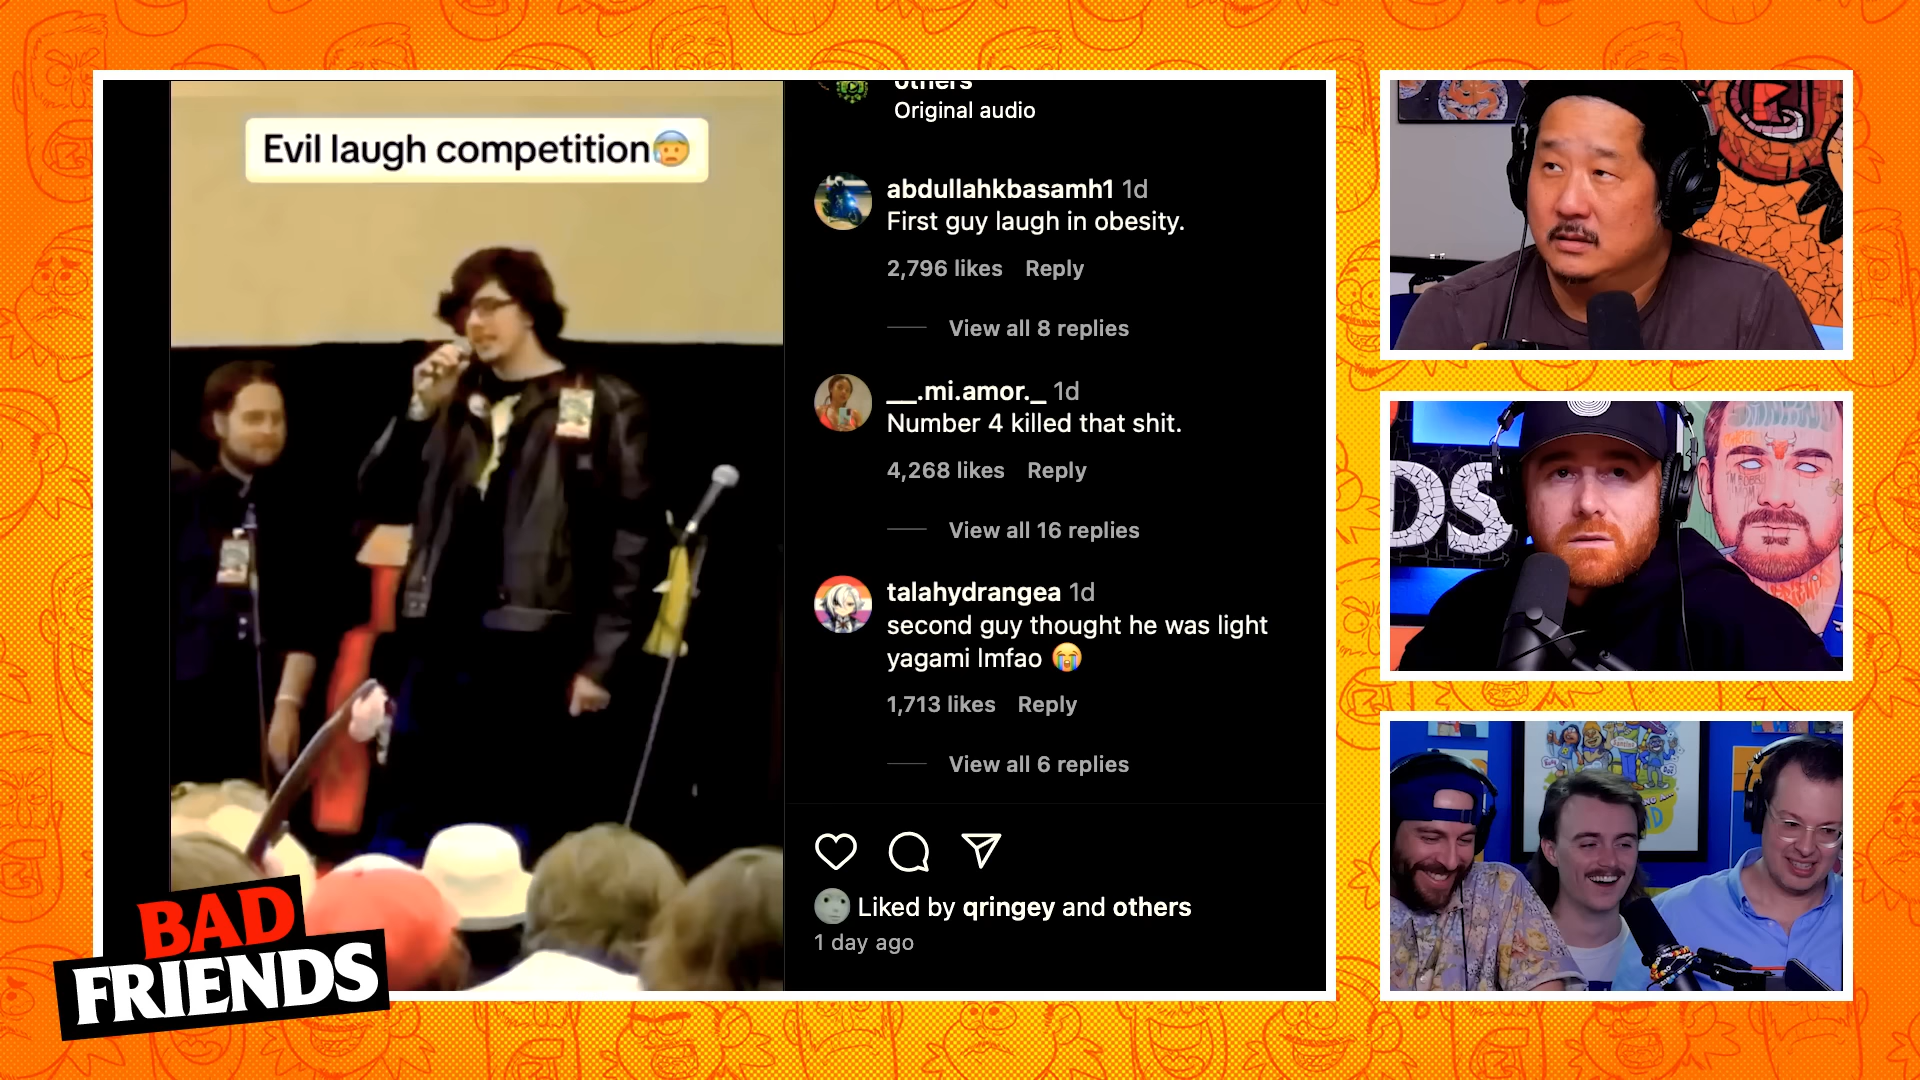 Evil laugh competition😰
others
Original audio
abdullahkbasamh1 1d
First guy laugh in obesity.
2,796 likes Reply
View all 8 replies
__.mi.amor._ 1d
Number 4 killed that shit.
4,268 likes Reply
View all 16 replies
talahydrangea 1d
second guy thought he was light
yagami lmfao 😭
1,713 likes Reply
View all 6 replies
Liked by qringey and others
1 day ago
BAD
FRIENDS
DS